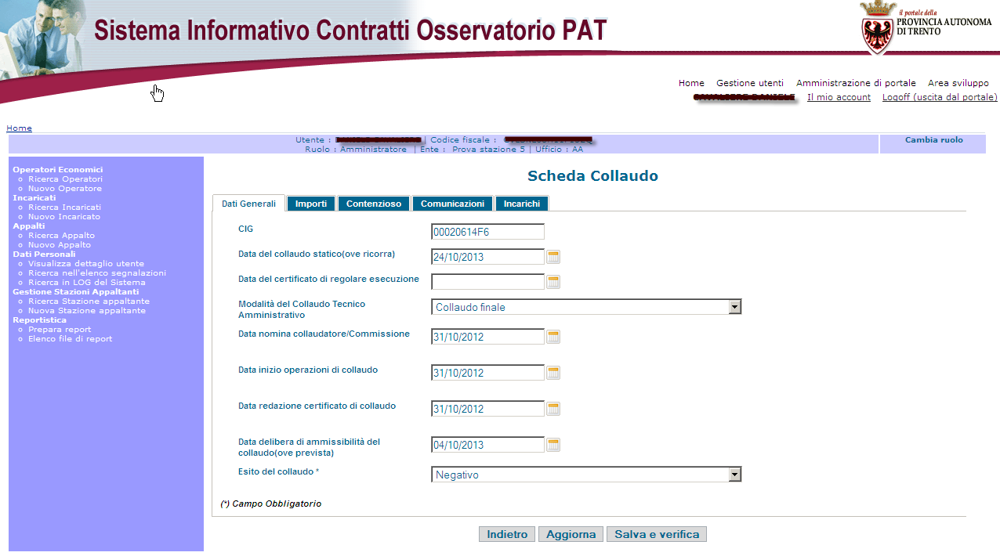 Sistema Informativo Contratti Osservatorio PAT
il portale della
PROVINCIA AUTONOMA
DI TRENTO
Home Gestione utenti Amministrazione di portale Area sviluppo
Il mio account Logoff (uscita dal portale)
Home
Utente : | Codice fiscale :
Ruolo : Amministratore | Ente : Prova stazione 5 | Ufficio : AA
Cambia ruolo
Operatori Economici
Ricerca Operatori
Nuovo Operatore
Incaricati
Ricerca Incaricati
Nuovo Incaricato
Appalti
Ricerca Appalto
Nuovo Appalto
Dati Personali
Visualizza dettaglio utente
Ricerca nell'elenco segnalazioni
Ricerca in LOG del Sistema
Gestione Stazioni Appaltanti
Ricerca Stazione appaltante
Nuova Stazione appaltante
Reportistica
Prepara report
Elenco file di report
Scheda Collaudo
Dati Generali Importi Contenzioso Comunicazioni Incarichi
CIG 00020614F6
Data del collaudo statico(ove ricorra) 24/10/2013
Data del certificato di regolare esecuzione
Modalità del Collaudo Tecnico
Amministrativo
Collaudo finale
Data nomina collaudatore/Commissione 31/10/2012
Data inizio operazioni di collaudo 31/10/2012
Data redazione certificato di collaudo 31/10/2012
Data delibera di ammissibilità del
collaudo(ove prevista)
04/10/2013
Esito del collaudo * Negativo
(*) Campo Obbligatorio
Indietro Aggiorna Salva e verifica